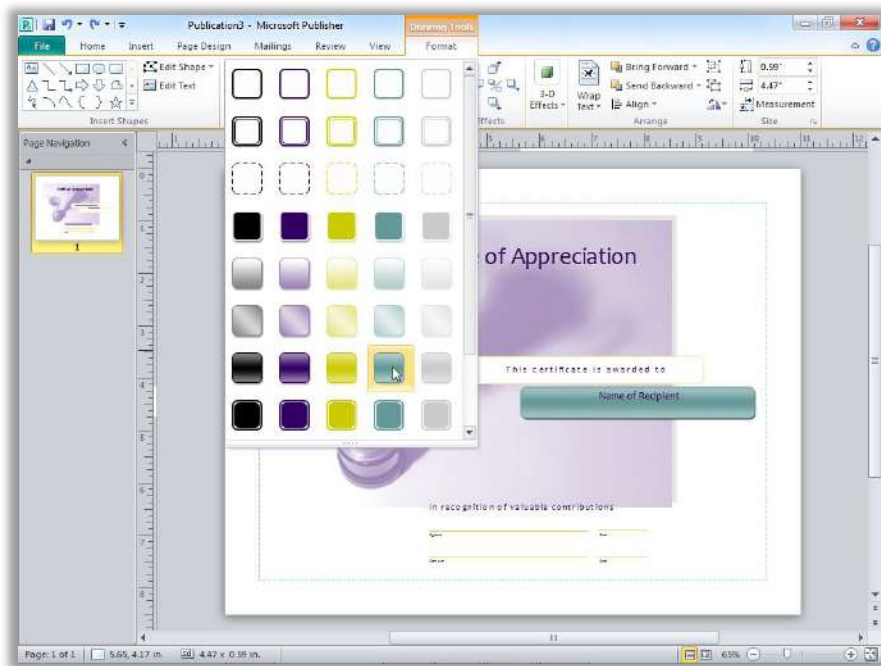 Publication3 - Microsoft Publisher
Drawing Tools
File Home Insert Page Design Mailings Review View Format
Edit Shape
Edit Text
Insert Shapes
3-D
Effects
Effects
Wrap
Text
Bring Forward
Send Backward
Align
Arrange
0.59"
4.47"
Measurement
Size
Page Navigation
1
of Appreciation
This certificate is awarded to
Name of Recipient
in recognition of valuable contributions
Page: 1 of 1 5.65, 4.17 in. 4.47 x 0.59 in. 65%